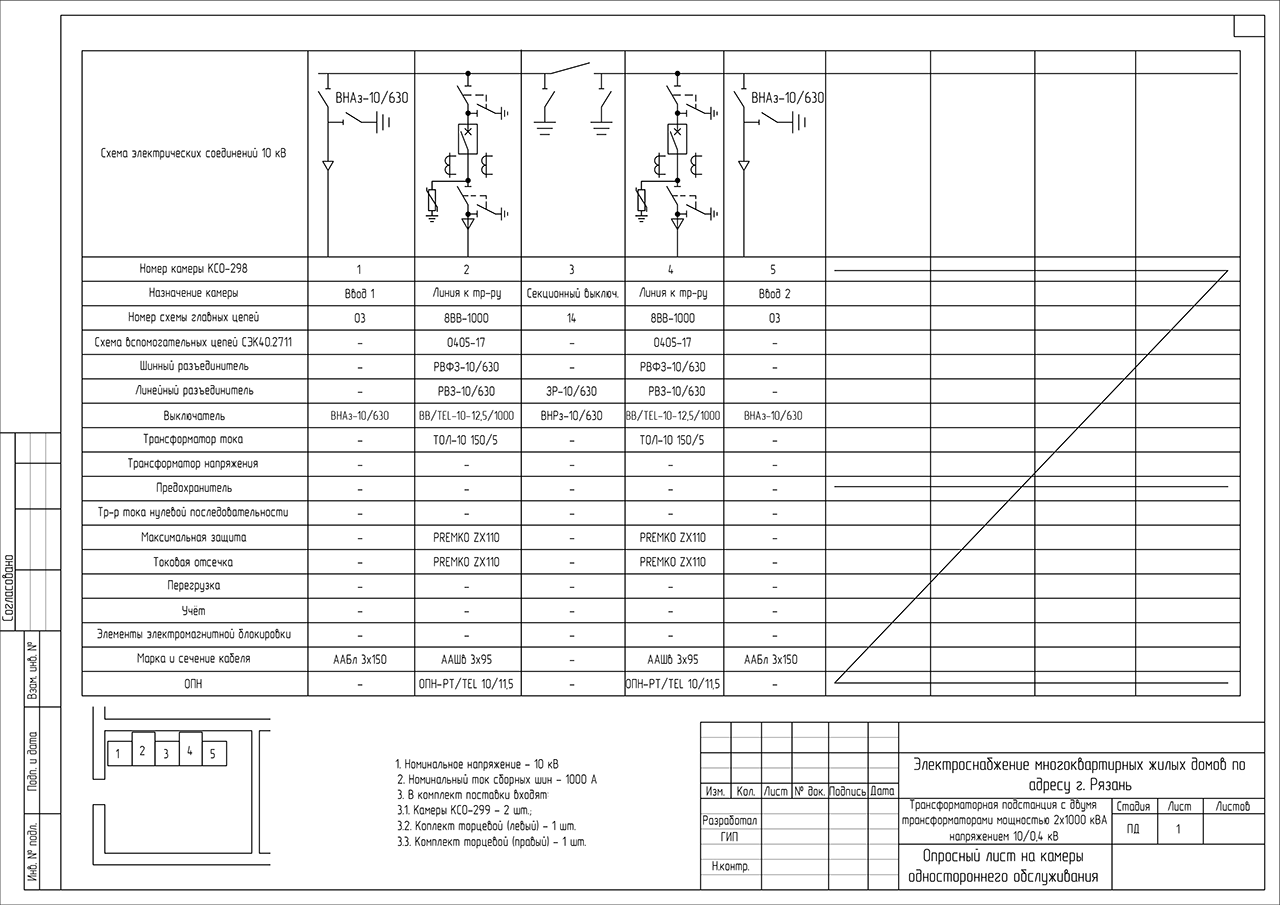 ВНАз-10/630 ВНАз-10/630
Схема электрических соединений 10 кВ
Номер камеры КСО-298 1 2 3 4 5
Назначение камеры Ввод 1 Линия к тр-ру Секционный выключ. Линия к тр-ру Ввод 2
Номер схемы главных цепей 03 8ВВ-1000 14 8ВВ-1000 03
Схема вспомогательных цепей СЭК40.2711 - 0405-17 - 0405-17 -
Шинный разъединитель - РВФЗ-10/630 - РВФЗ-10/630 -
Линейный разъединитель - РВЗ-10/630 ЗР-10/630 РВЗ-10/630 -
Выключатель ВНАз-10/630 ВВ/TEL-10-12,5/1000 ВНРз-10/630 ВВ/TEL-10-12,5/1000 ВНАз-10/630
Трансформатор тока - ТОЛ-10 150/5 - ТОЛ-10 150/5 -
Трансформатор напряжения - - - - -
Предохранитель - - - - -
Тр-р тока нулевой последовательности - - - - -
Максимальная защита - PREMKO ZX110 - PREMKO ZX110 -
Токовая отсечка - PREMKO ZX110 - PREMKO ZX110 -
Перегрузка - - - - -
Учёт - - - - -
Элементы электромагнитной блокировки - - - - -
Марка и сечение кабеля ААБл 3х150 ААШв 3х95 - ААШв 3х95 ААБл 3х150
ОПН - ОПН-РТ/TEL 10/11,5 - ОПН-РТ/TEL 10/11,5 -
1 2 3 4 5
1. Номинальное напряжение - 10 кВ
2. Номинальный ток сборных шин - 1000 А
3. В комплект поставки входят:
3.1. Камеры КСО-299 - 2 шт.;
3.2. Коплект торцевой (левый) - 1 шт.
3.3. Комплект торцевой (правый) - 1 шт.
Изм. Кол. Лист № док. Подпись Дата
Разработал
ГИП
Н.контр.
Электроснабжение многоквартирных жилых домов по
адресу г. Рязань
Трансформаторная подстанция с двумя
трансформаторами мощностью 2х1000 кВА
напряжением 10/0,4 кВ
Стадия Лист Листов
ПД 1
Опросный лист на камеры
одностороннего обслуживания
Согласовано
Взам. инв. №
Подп. и дата
Инв. № подл.